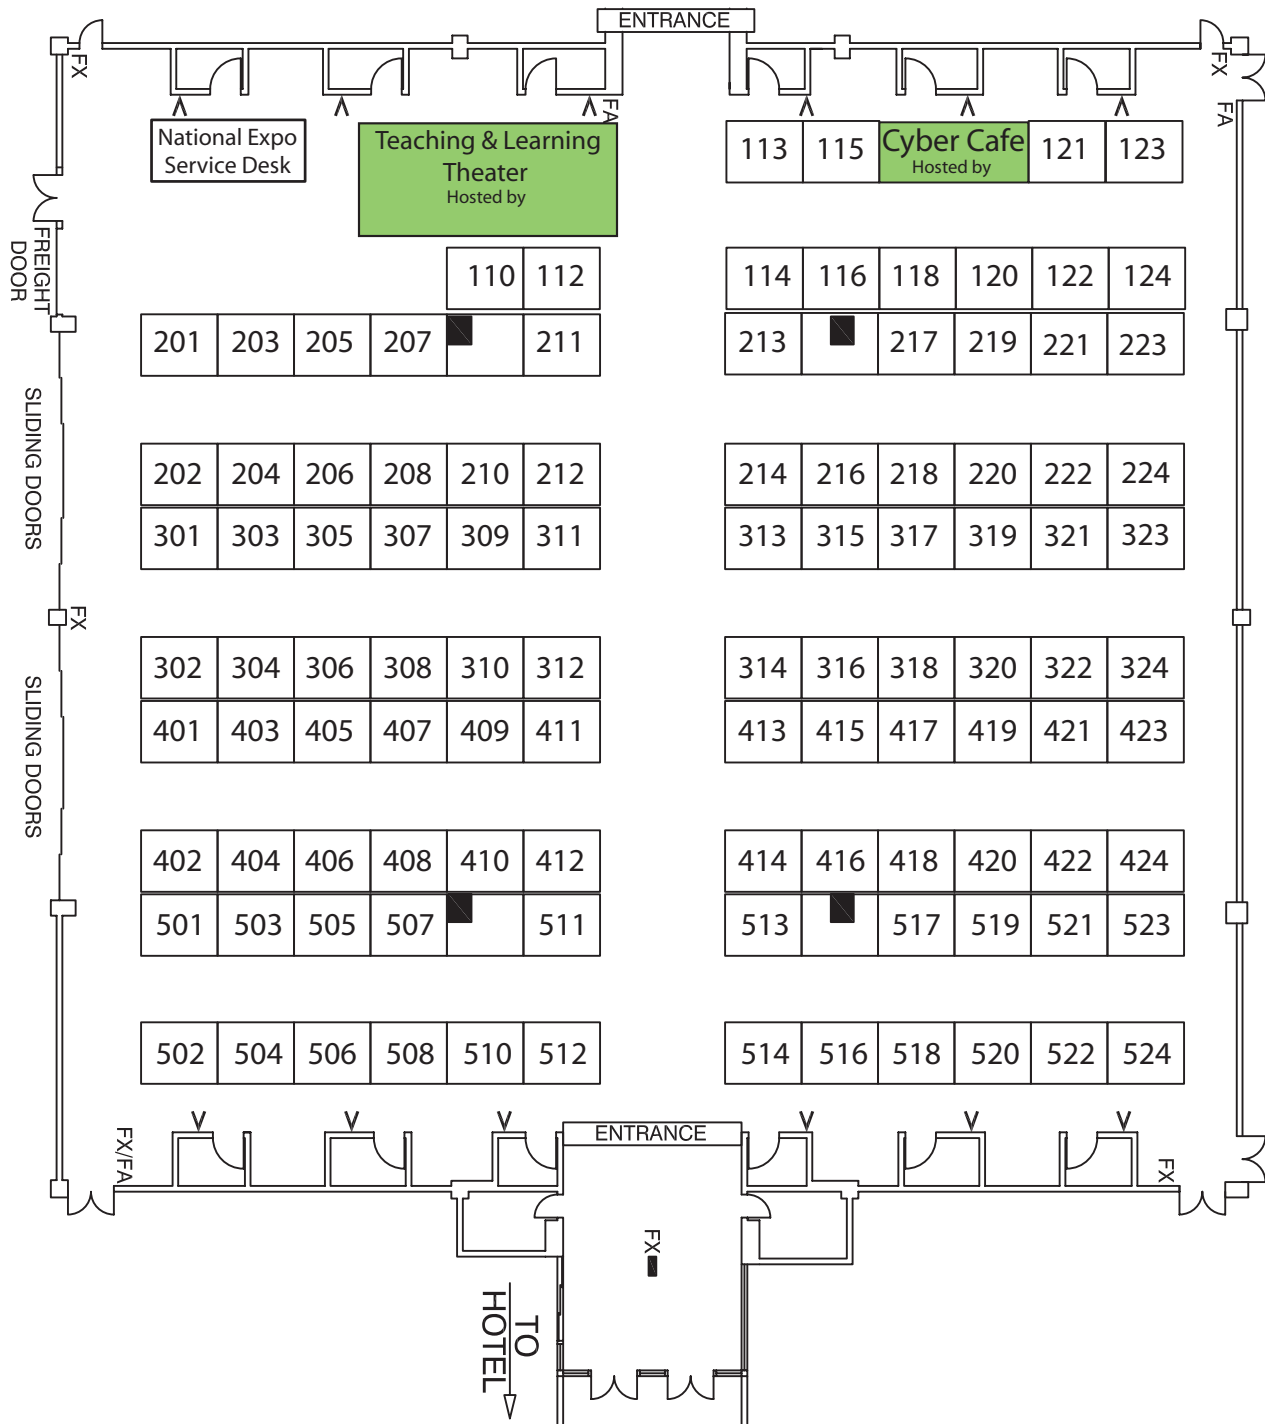 ENTRANCE
FX
FX
FA
FA
National Expo
Service Desk
Teaching & Learning
Theater
Hosted by
113 115
Cyber Cafe
Hosted by
121 123
FREIGHT
DOOR
110 112 114 116 118 120 122 124
201 203 205 207 211 213 217 219 221 223
SLIDING DOORS
202 204 206 208 210 212 214 216 218 220 222 224
301 303 305 307 309 311 313 315 317 319 321 323
FX
302 304 306 308 310 312 314 316 318 320 322 324
SLIDING DOORS
401 403 405 407 409 411 413 415 417 419 421 423
402 404 406 408 410 412 414 416 418 420 422 424
501 503 505 507 511 513 517 519 521 523
502 504 506 508 510 512 514 516 518 520 522 524
ENTRANCE
FX/FA
FX
FX
TO
HOTEL